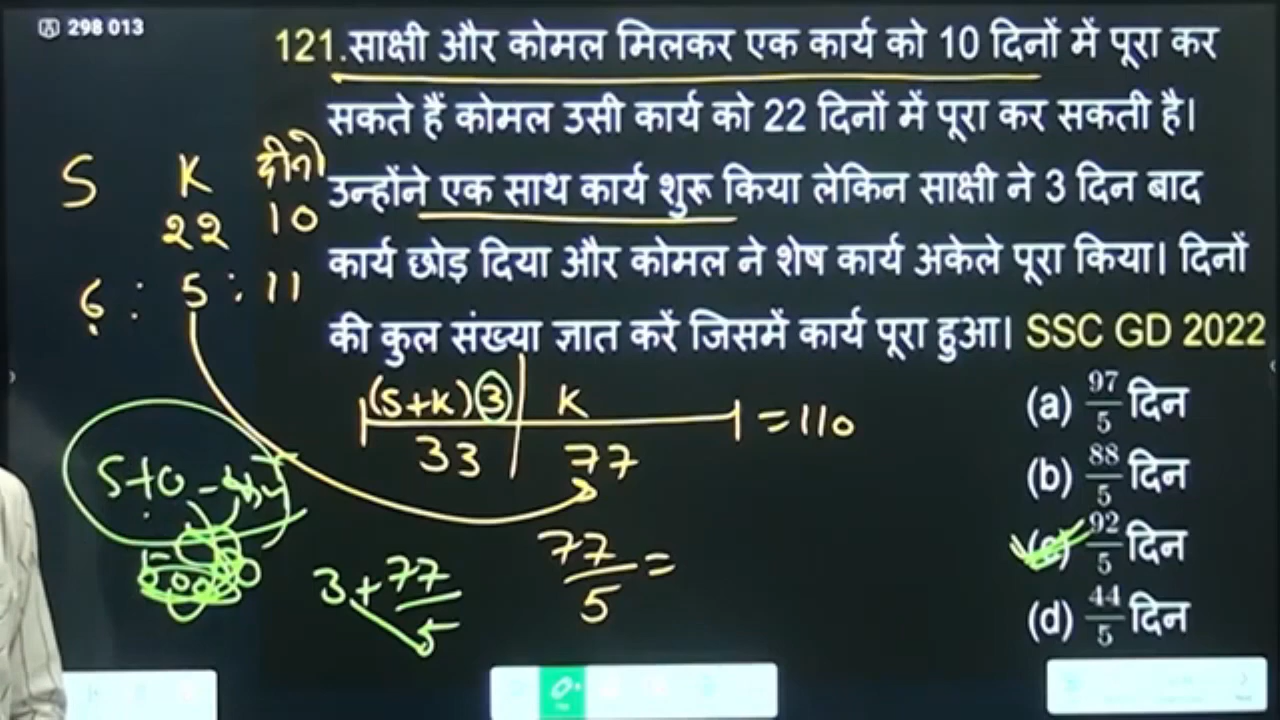 298 013
121.साक्षी और कोमल मिलकर एक कार्य को 10 दिनों में पूरा कर
सकते हैं कोमल उसी कार्य को 22 दिनों में पूरा कर सकती है।
उन्होंने एक साथ कार्य शुरू किया लेकिन साक्षी ने 3 दिन बाद
कार्य छोड़ दिया और कोमल ने शेष कार्य अकेले पूरा किया। दिनों
की कुल संख्या ज्ञात करें जिसमें कार्य पूरा हुआ। SSC GD 2022
S K दोनो
22 10
6 : 5 : 11
(S+K) 3 K
33 77 = 110
77/5 =
3 + 77/5
(a) 97/5 दिन
(b) 88/5 दिन
(c) 92/5 दिन
(d) 44/5 दिन